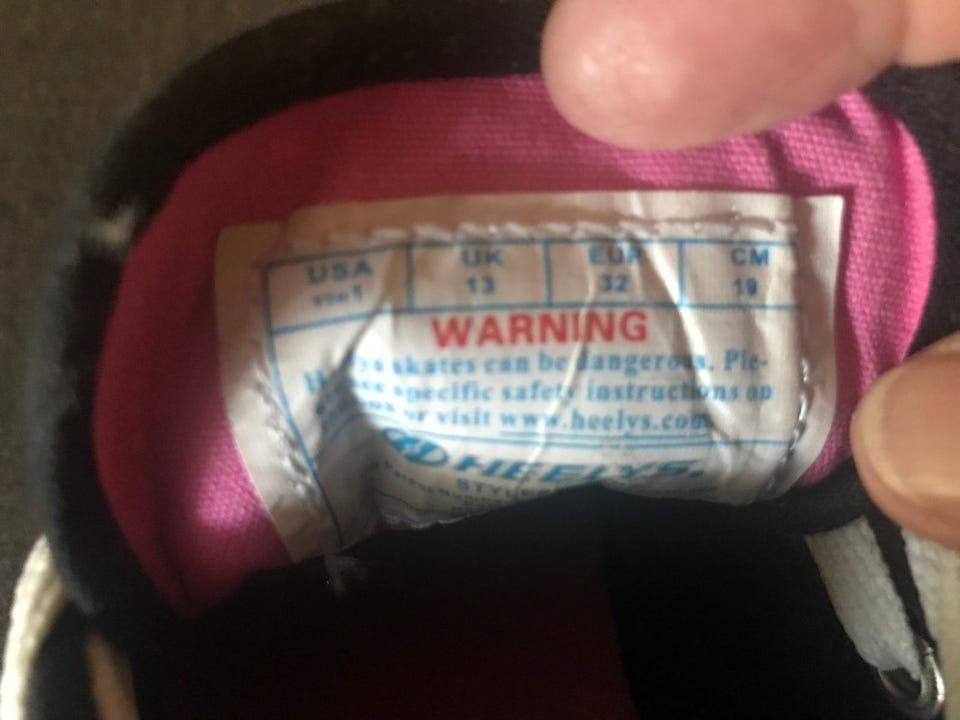 USA UK EUR CM
13 32 19
WARNING
skates can be dangerous. Ple-
specific safety instructions on
or visit www.heelys.com
HEELYS.
STYLE